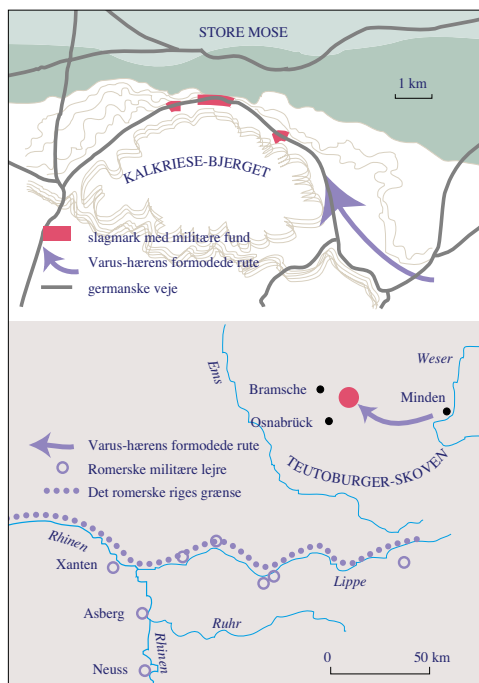 STORE MOSE
1 km
KALKRIESE-BJERGET
slagmark med militære fund
Varus-hærens formodede rute
germanske veje
Ems
Weser
Bramsche
Minden
Osnabrück
TEUTOBURGER-SKOVEN
Varus-hærens formodede rute
Romerske militære lejre
Det romerske riges grænse
Rhinen
Xanten
Lippe
Asberg
Ruhr
Rhinen
Neuss
0 50 km